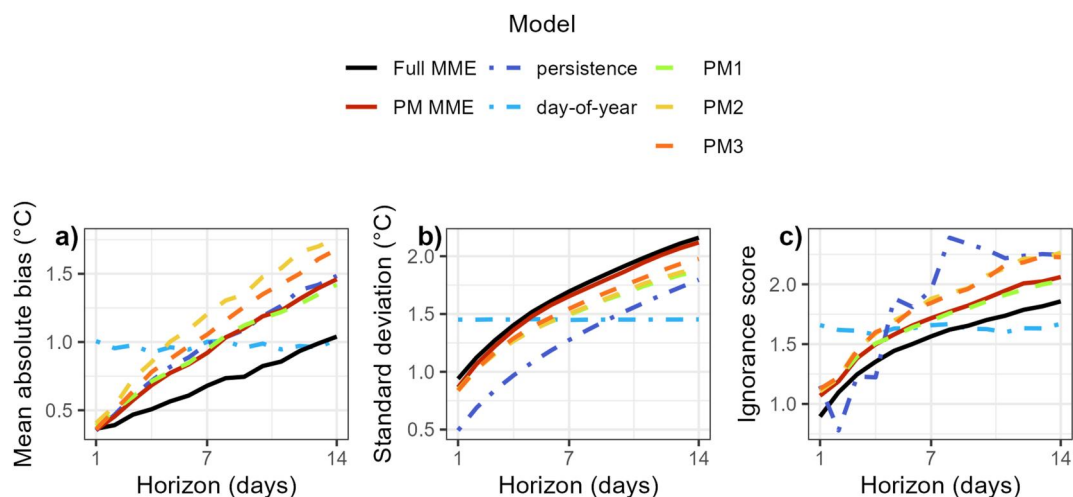 Model
Full MME persistence PM1
PM MME day-of-year PM2
PM3
a) b) c)
Mean absolute bias (°C)
1.5
1.0
0.5
1 7 14
Horizon (days)
Standard deviation (°C)
2.0
1.5
1.0
0.5
1 7 14
Horizon (days)
Ignorance score
2.0
1.5
1.0
1 7 14
Horizon (days)